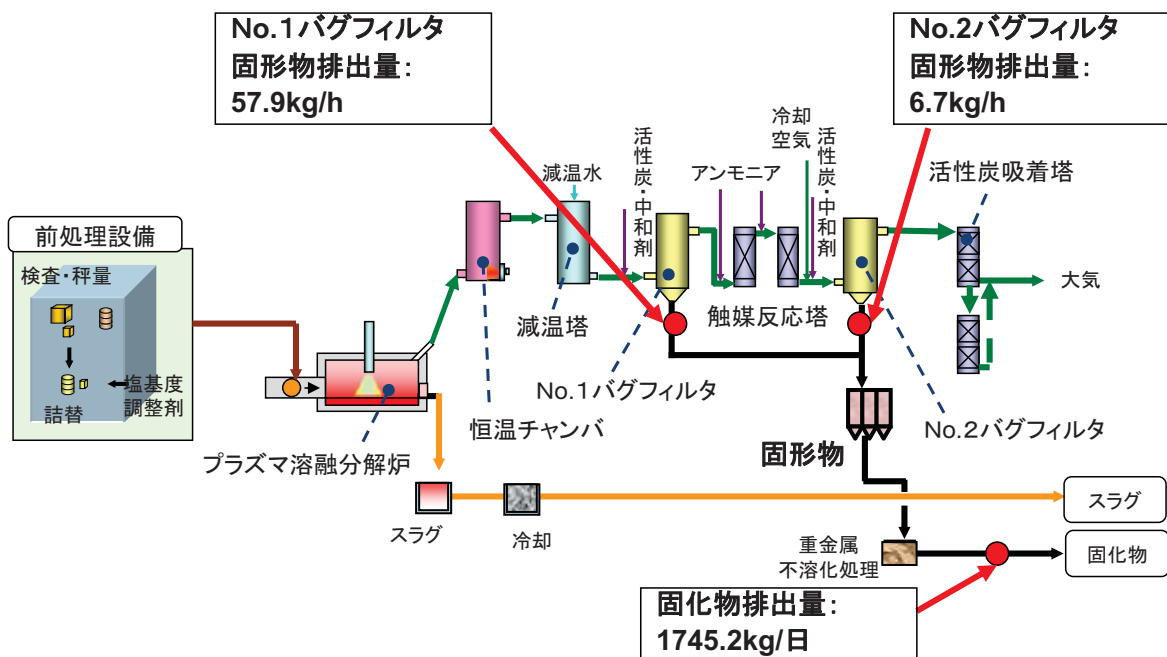 No.1バグフィルタ
固形物排出量：
57.9kg/h
No.2バグフィルタ
固形物排出量：
6.7kg/h
前処理設備
検査・秤量
塩基度
調整剤
詰替
プラズマ溶融分解炉
恒温チャンバ
減温水
減温塔
活性炭・中和剤
No.1バグフィルタ
アンモニア
触媒反応塔
冷却
空気
活性炭・中和剤
No.2バグフィルタ
活性炭吸着塔
大気
固形物
スラグ
冷却
スラグ
重金属
不溶化処理
固化物
固化物排出量：
1745.2kg/日